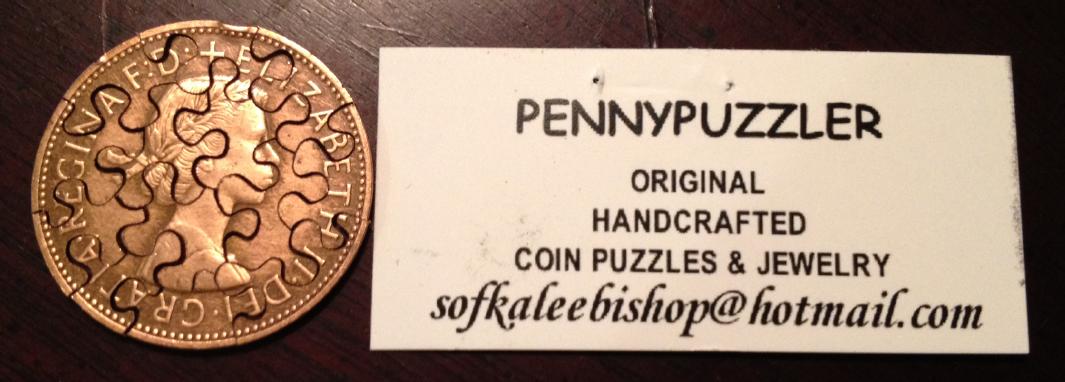 + ELIZABETH · II · DEI · GRATIA · REGINA · F: D ·
PENNYPUZZLER
ORIGINAL
HANDCRAFTED
COIN PUZZLES & JEWELRY
sofkaleebishop@hotmail.com